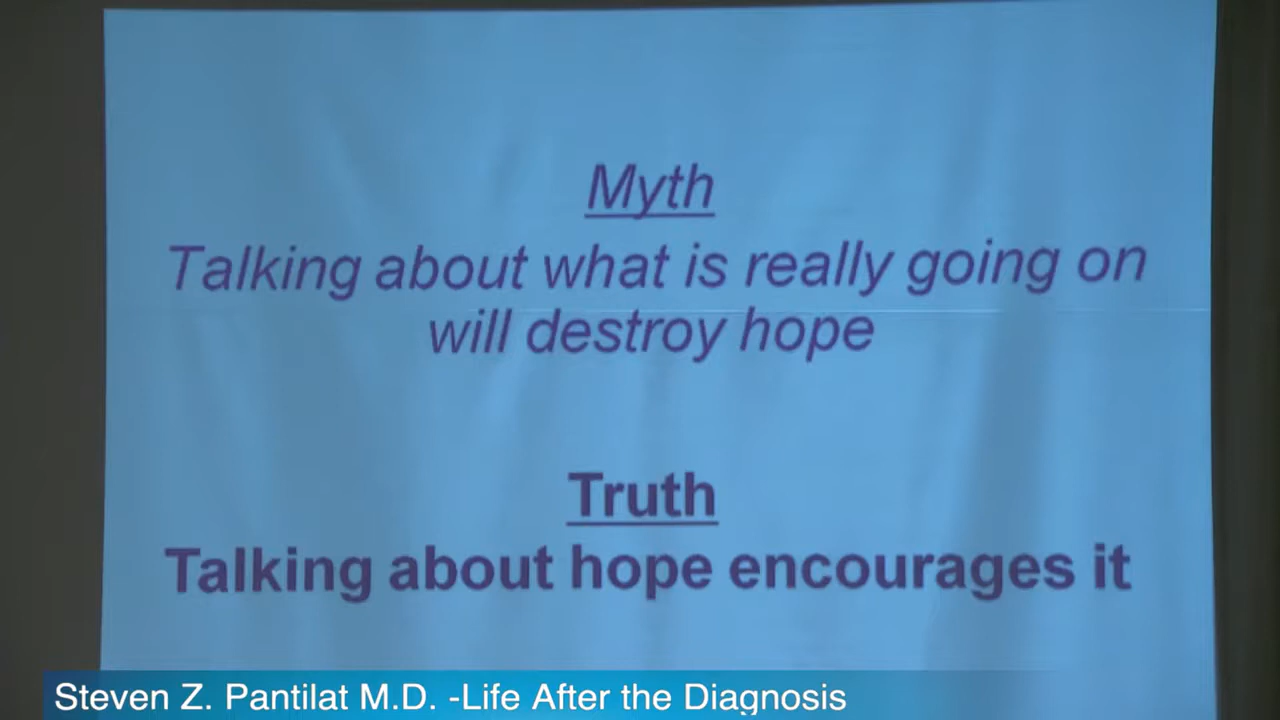 Myth
Talking about what is really going on
will destroy hope
Truth
Talking about hope encourages it
Steven Z. Pantilat M.D. -Life After the Diagnosis